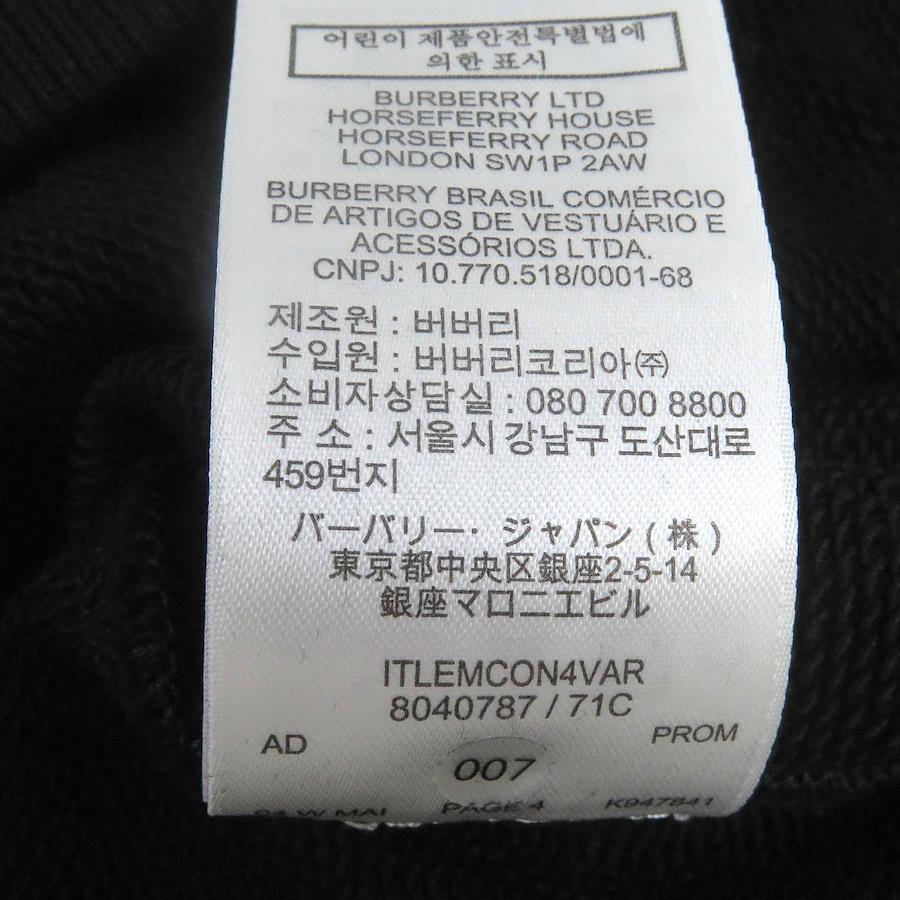 어린이 제품안전특별법에
의한 표시
BURBERRY LTD
HORSEFERRY HOUSE
HORSEFERRY ROAD
LONDON SW1P 2AW
BURBERRY BRASIL COMÉRCIO
DE ARTIGOS DE VESTUÁRIO E
ACESSÓRIOS LTDA.
CNPJ: 10.770.518/0001-68
제조원 : 버버리
수입원 : 버버리코리아㈜
소비자상담실 : 080 700 8800
주 소 : 서울시 강남구 도산대로
459번지
バーバリー・ジャパン ( 株 )
東京都中央区銀座2-5-14
銀座マロニエビル
ITLEMCON4VAR
8040787 / 71C
AD PROM
007
PAGE 4 K947841